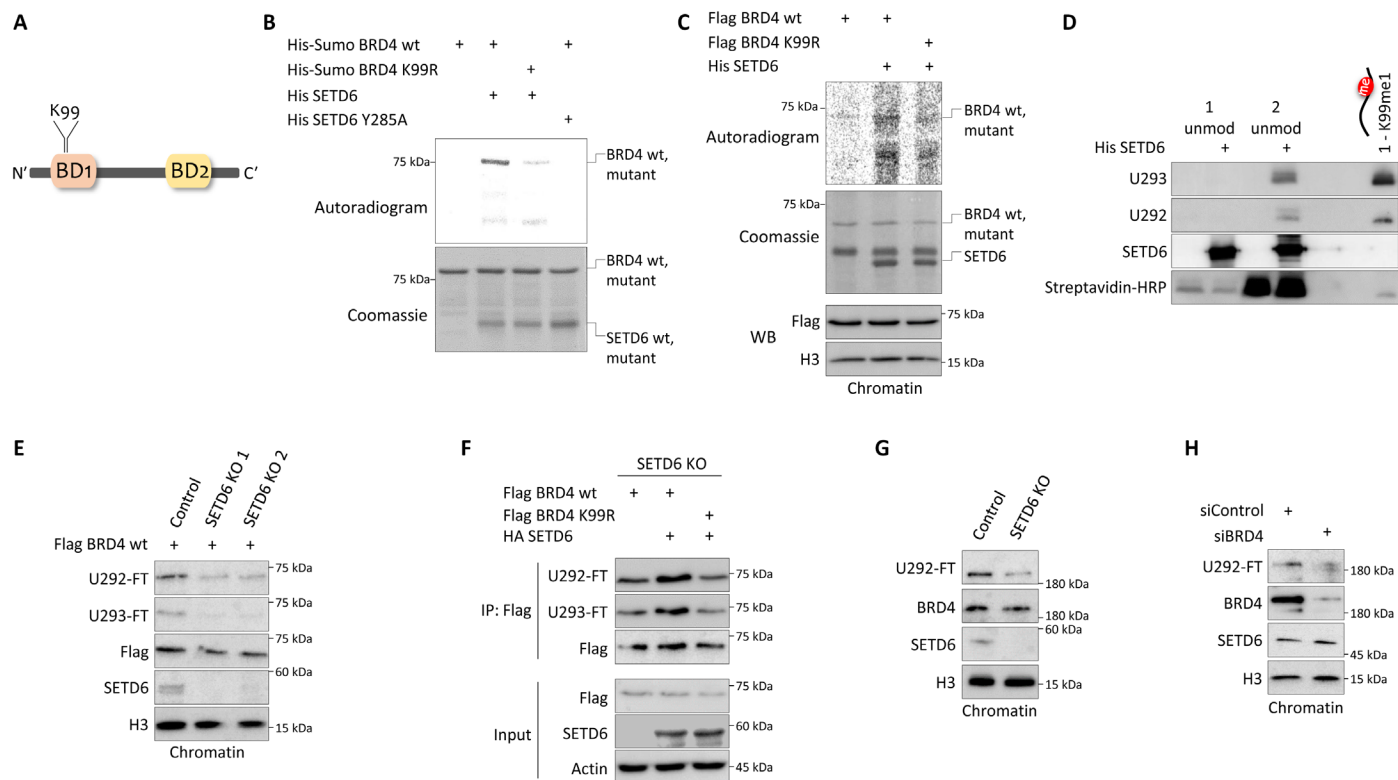 A
K99
N' BD1 BD2 C'
B
His-Sumo BRD4 wt + + +
His-Sumo BRD4 K99R +
His SETD6 + +
His SETD6 Y285A +
75 kDa
BRD4 wt,
mutant
Autoradiogram
75 kDa
BRD4 wt,
mutant
Coomassie
SETD6 wt,
mutant
C
Flag BRD4 wt + +
Flag BRD4 K99R +
His SETD6 + +
75 kDa
BRD4 wt,
mutant
Autoradiogram
75 kDa
BRD4 wt,
mutant
Coomassie
SETD6
WB
Flag 75 kDa
H3 15 kDa
Chromatin
D
me
1 - K99me1
1 2
unmod unmod
His SETD6 + +
U293
U292
SETD6
Streptavidin-HRP
E
Control
SETD6 KO 1
SETD6 KO 2
Flag BRD4 wt + + +
U292-FT 75 kDa
U293-FT 75 kDa
Flag 75 kDa
SETD6 60 kDa
H3 15 kDa
Chromatin
F
SETD6 KO
Flag BRD4 wt + +
Flag BRD4 K99R +
HA SETD6 + +
IP: Flag
U292-FT 75 kDa
U293-FT 75 kDa
Flag 75 kDa
Input
Flag 75 kDa
SETD6 60 kDa
Actin 45 kDa
G
Control
SETD6 KO
U292-FT 180 kDa
BRD4 180 kDa
SETD6 60 kDa
H3 15 kDa
Chromatin
H
siControl +
siBRD4 +
U292-FT 180 kDa
BRD4 180 kDa
SETD6 45 kDa
H3 15 kDa
Chromatin